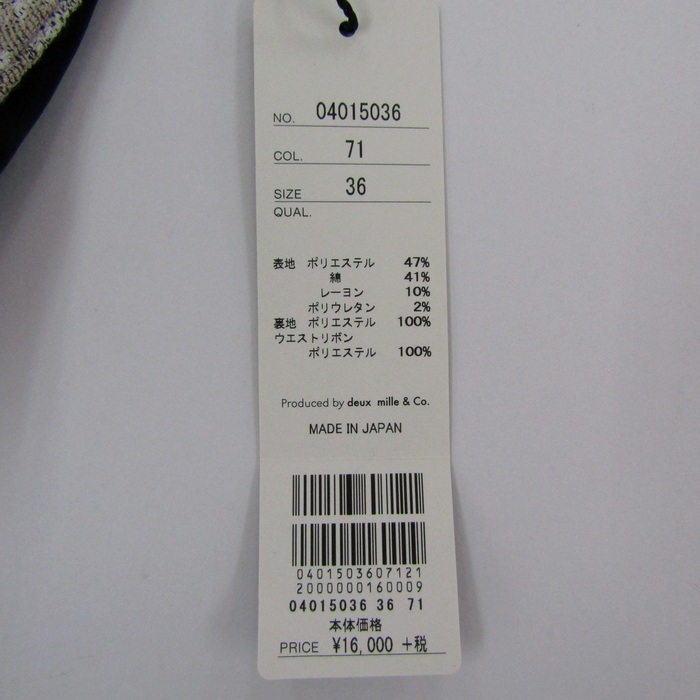 NO. 04015036
COL. 71
SIZE 36
QUAL.
表地 ポリエステル 47%
綿 41%
レーヨン 10%
ポリウレタン 2%
裏地 ポリエステル 100%
ウエストリボン
ポリエステル 100%
Produced by deux mille & Co.
MADE IN JAPAN
0401503607121
2000000160009
04015036 36 71
本体価格
PRICE ¥16,000 +税